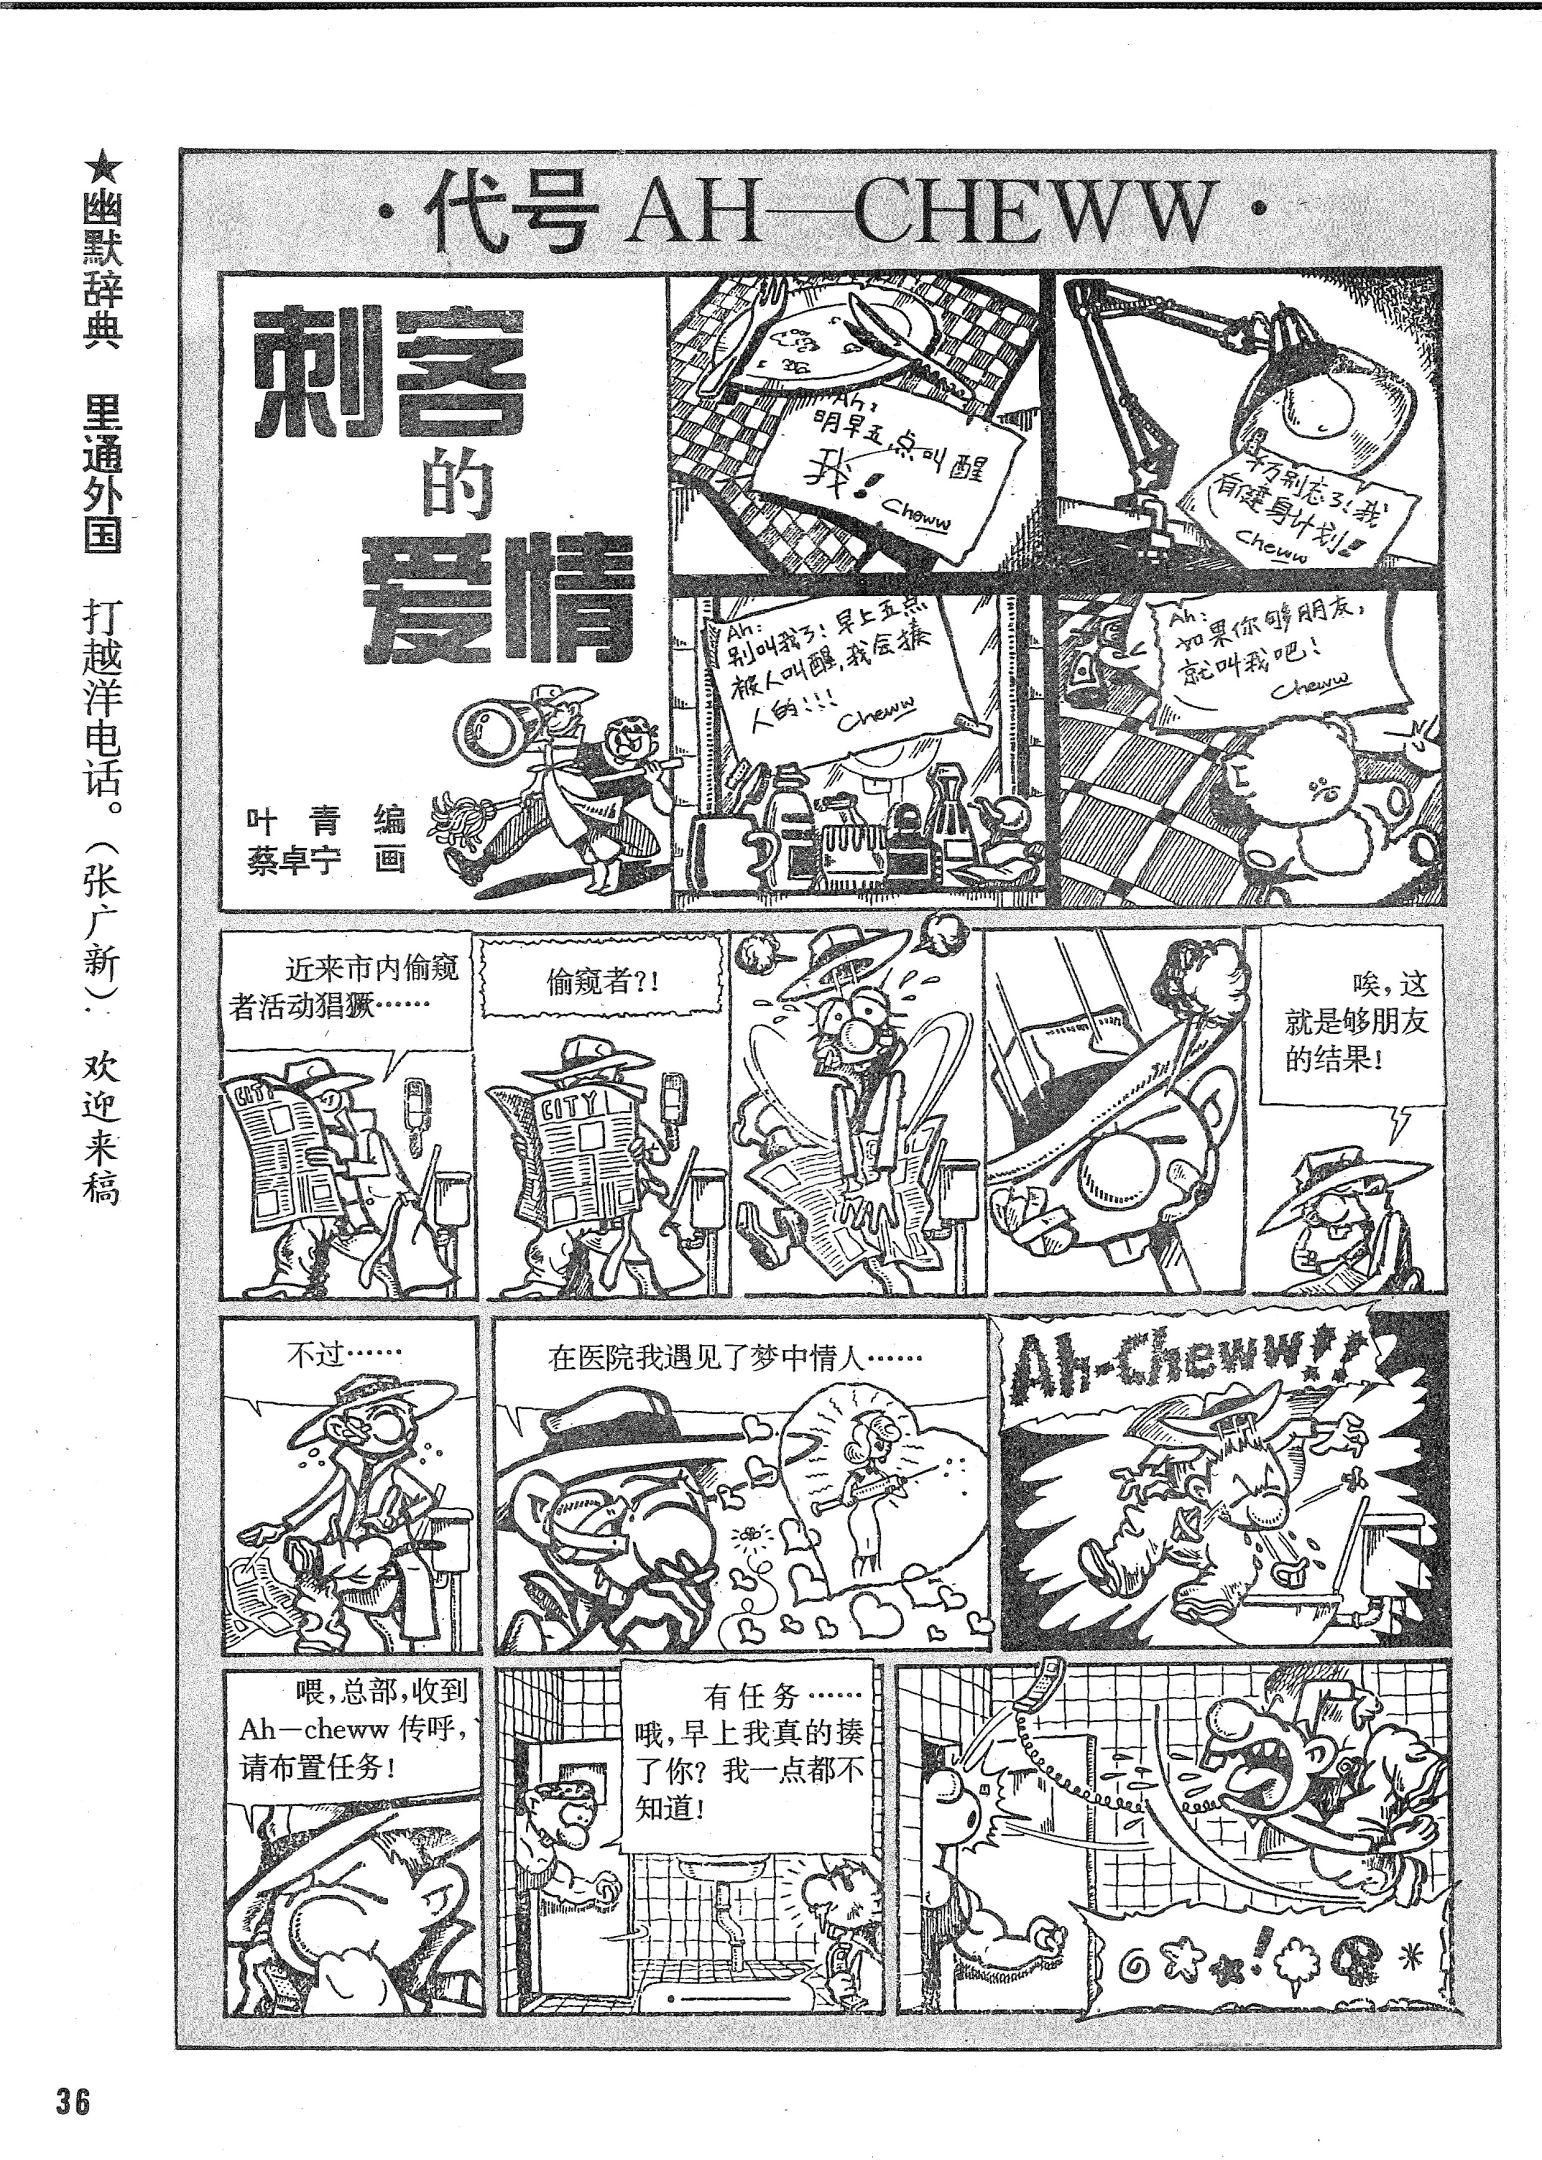 ★幽默辞典 里通外国 打越洋电话。(张广新) 欢迎来稿
·代号 AH—CHEWW·
刺客
的
爱情
叶青 编
蔡卓宁 画
Ah:
明早五点叫醒
我!
Cheww
千万别忘了!我
有健身计划!
Cheww
Ah:
别叫我了!早上五点
被人叫醒,我会揍
人的!!!
Cheww
Ah:
如果你够朋友,
就叫我吧!
Cheww
近来市内偷窥
者活动猖獗……
CITY
偷窥者?!
CITY
唉,这
就是够朋友
的结果!
不过……
在医院我遇见了梦中情人……
Ah-Cheww!!
喂,总部,收到
Ah—cheww 传呼,
请布置任务!
有任务……
哦,早上我真的揍
了你?我一点都不
知道!
36